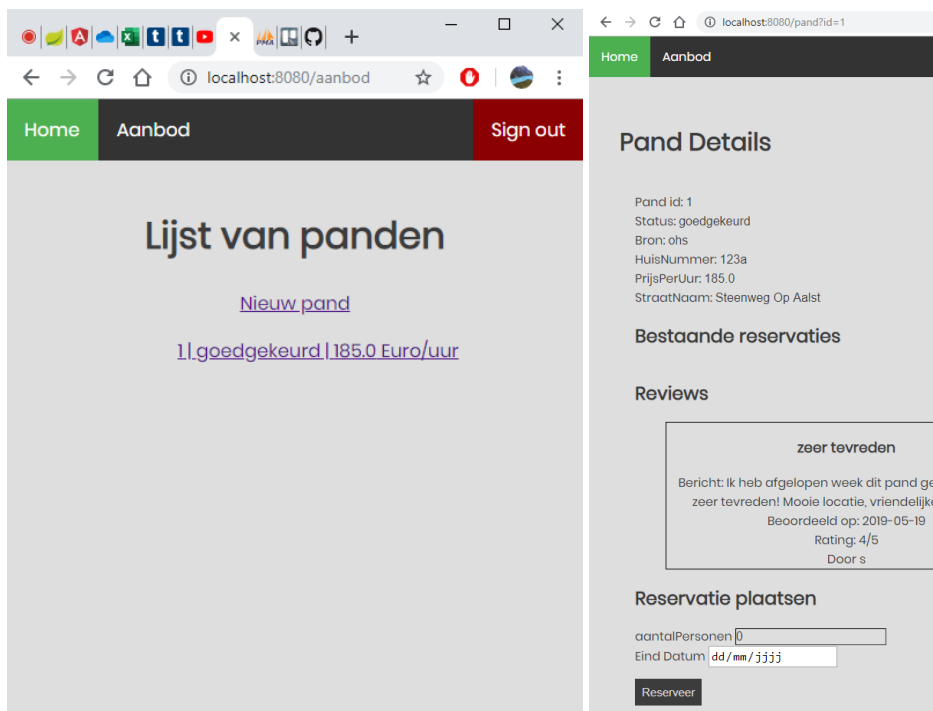 localhost:8080/aanbod
Home Aanbod Sign out
Lijst van panden
Nieuw pand
1 | goedgekeurd | 185.0 Euro/uur
localhost:8080/pand?id=1
Home Aanbod
Pand Details
Pand id: 1
Status: goedgekeurd
Bron: ohs
HuisNummer: 123a
PrijsPerUur: 185.0
StraatNaam: Steenweg Op Aalst
Bestaande reservaties
Reviews
zeer tevreden
Bericht: Ik heb afgelopen week dit pand ge
zeer tevreden! Mooie locatie, vriendelijk
Beoordeeld op: 2019-05-19
Rating: 4/5
Door s
Reservatie plaatsen
aantalPersonen 0
Eind Datum dd/mm/jjjj
Reserveer